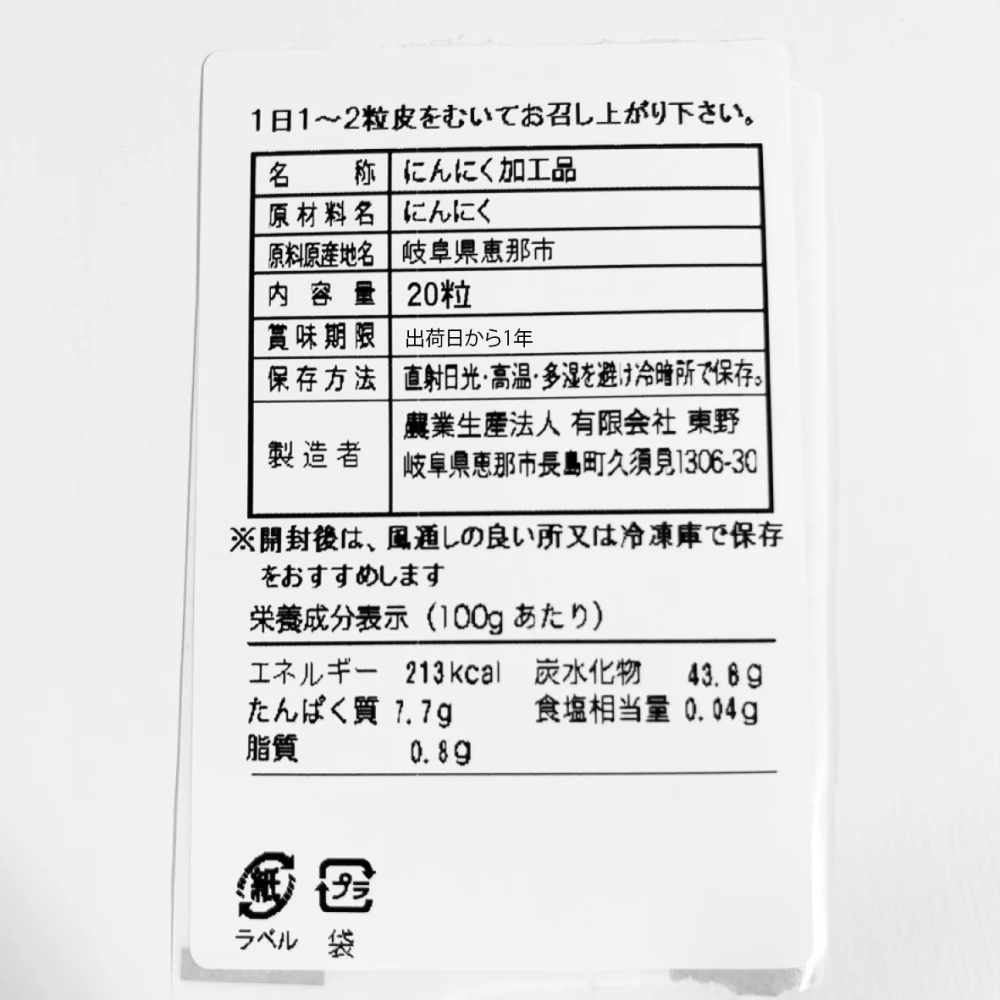 1日1～2粒皮をむいてお召し上がり下さい。
名称 にんにく加工品
原材料名 にんにく
原料原産地名 岐阜県恵那市
内容量 20粒
賞味期限 出荷日から1年
保存方法 直射日光・高温・多湿を避け冷暗所で保存。
製造者 農業生産法人 有限会社 東野
岐阜県恵那市長島町久須見1306-30
※開封後は、風通しの良い所又は冷凍庫で保存
をおすすめします
栄養成分表示（100gあたり）
エネルギー 213kcal 炭水化物 43.8g
たんぱく質 7.7g 食塩相当量 0.04g
脂質 0.8g
紙 プラ
ラベル 袋